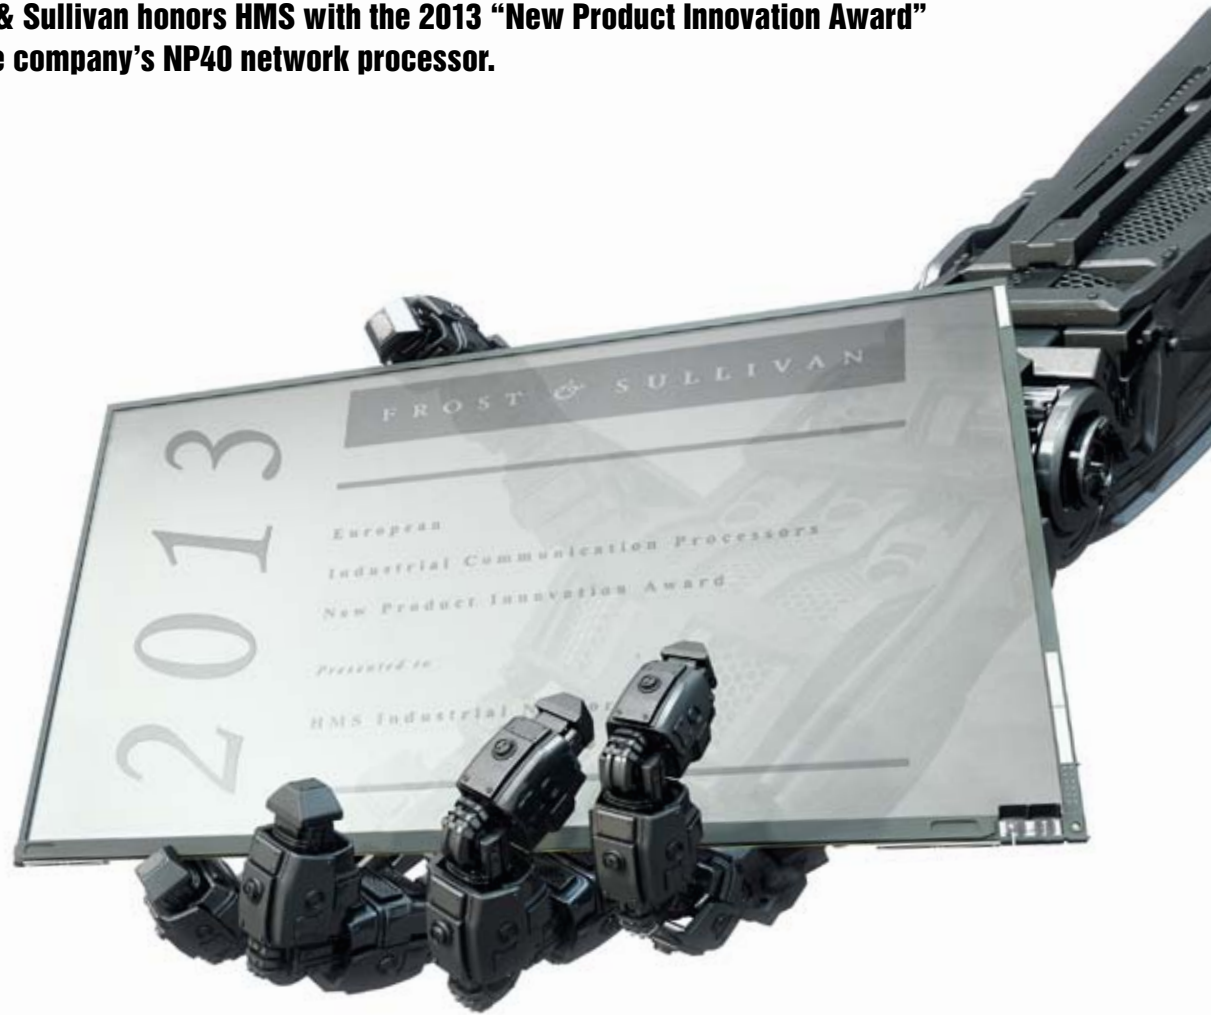 & Sullivan honors HMS with the 2013 “New Product Innovation Award”
company’s NP40 network processor.
FROST & SULLIVAN
2013
European
Industrial Communication Processors
New Product Innovation Award
Presented to
HMS Industrial